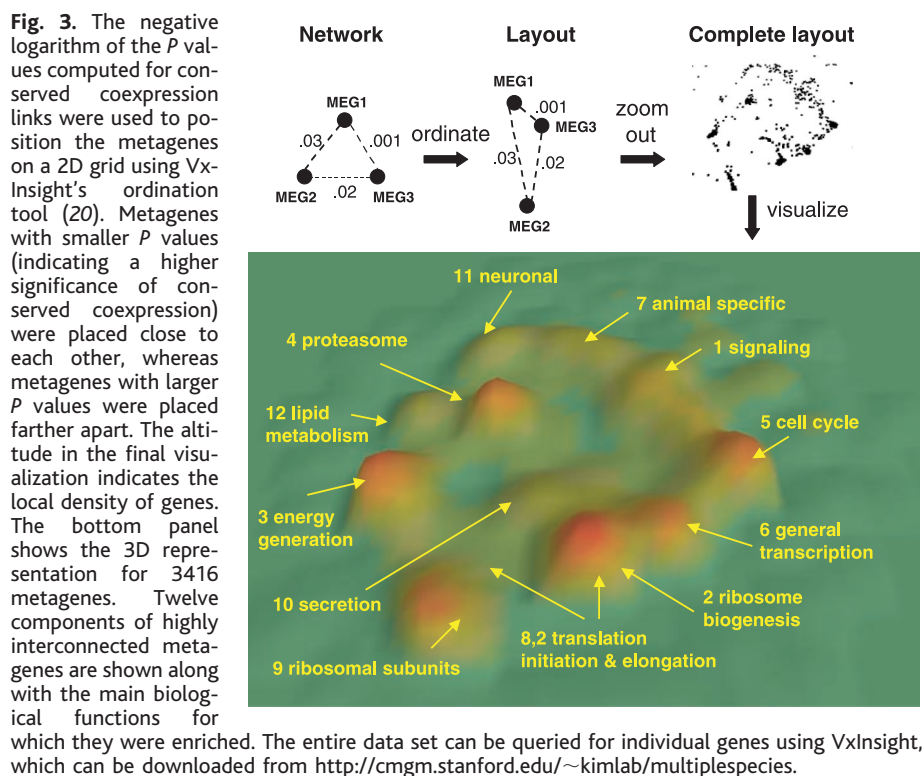 Fig. 3. The negative
logarithm of the P val-
ues computed for con-
served coexpression
links were used to po-
sition the metagenes
on a 2D grid using Vx-
Insight's ordination
tool (20). Metagenes
with smaller P values
(indicating a higher
significance of con-
served coexpression)
were placed close to
each other, whereas
metagenes with larger
P values were placed
farther apart. The alti-
tude in the final visu-
alization indicates the
local density of genes.
The bottom panel
shows the 3D repre-
sentation for 3416
metagenes. Twelve
components of highly
interconnected meta-
genes are shown along
with the main biolog-
ical functions for
which they were enriched. The entire data set can be queried for individual genes using VxInsight,
which can be downloaded from http://cmgm.stanford.edu/~kimlab/multiplespecies.
Network
MEG1
.03
.001
MEG2
.02
MEG3
ordinate
Layout
MEG1
.001
MEG3
.03
.02
MEG2
zoom
out
Complete layout
visualize
11 neuronal
7 animal specific
4 proteasome
1 signaling
12 lipid
metabolism
5 cell cycle
3 energy
generation
6 general
transcription
10 secretion
2 ribosome
biogenesis
8,2 translation
initiation & elongation
9 ribosomal subunits